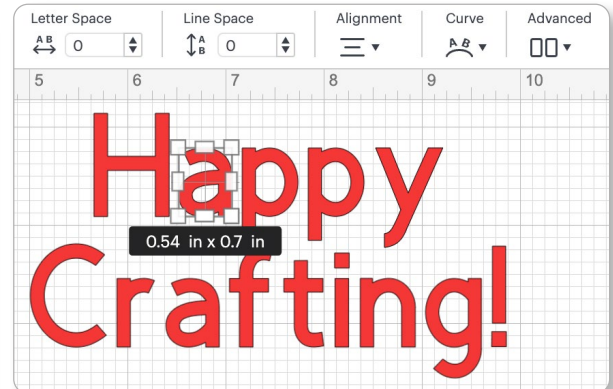 Letter Space Line Space Alignment Curve Advanced
A B 0 A B 0 A B
5 6 7 8 9 10
Happy
0.54 in x 0.7 in
Crafting!